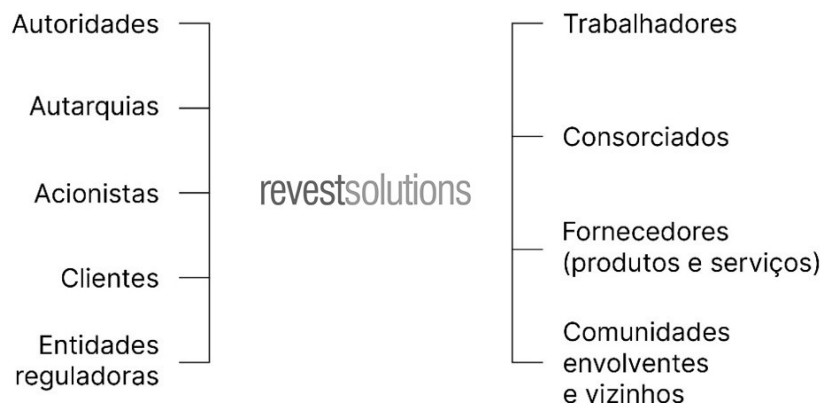 Autoridades
Autarquias
Acionistas
Clientes
Entidades
reguladoras
revestsolutions
Trabalhadores
Consorciados
Fornecedores
(produtos e serviços)
Comunidades
envolventes
e vizinhos